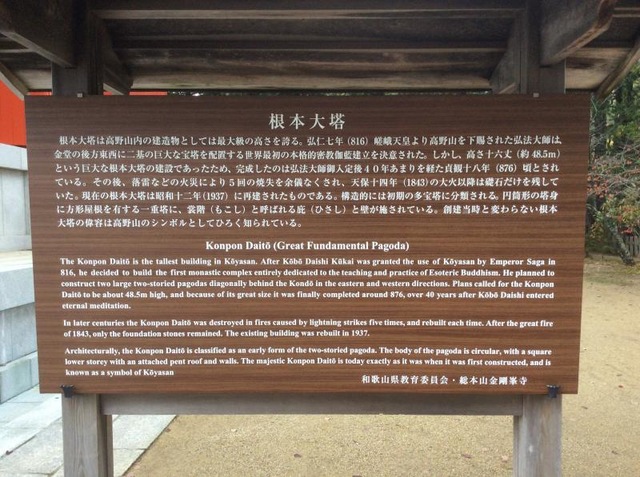 根本大塔
根本大塔は高野山内の建造物としては最大級の高さを誇る。弘仁七年（816）嵯峨天皇より高野山を下賜された弘法大師は、
金堂の後方東西に二基の巨大な宝塔を配置する世界最初の本格的密教伽藍建立を決意された。しかし、高さ十六丈（約48.5m）
という巨大な根本大塔の建設であったため、完成したのは弘法大師御入定後４０年あまりを経た貞観十八年（876）頃とされ
ている。その後、落雷などの火災により５回の焼失を余儀なくされ、天保十四年（1843）の大火以降は礎石だけを残して
いた。現在の根本大塔は昭和十二年（1937）に再建されたものである。構造的には初期の多宝塔に分類される。円筒形の塔身
に方形屋根を有する一重塔に、裳階（もこし）と呼ばれる庇（ひさし）と壁が施されている。創建当時と変わらない根本
大塔の偉容は高野山のシンボルとしてひろく知られている。
Konpon Daitō (Great Fundamental Pagoda)
The Konpon Daitō is the tallest building in Kōyasan. After Kōbō Daishi Kūkai was granted the use of Kōyasan by Emperor Saga in
816, he decided to build the first monastic complex entirely dedicated to the teaching and practice of Esoteric Buddhism. He planned to
construct two large two-storied pagodas diagonally behind the Kondō in the eastern and western directions. Plans called for the Konpon
Daitō to be about 48.5m high, and because of its great size it was finally completed around 876, over 40 years after Kōbō Daishi entered
eternal meditation.
In later centuries the Konpon Daitō was destroyed in fires caused by lightning strikes five times, and rebuilt each time. After the great fire
of 1843, only the foundation stones remained. The existing building was rebuilt in 1937.
Architecturally, the Konpon Daitō is classified as an early form of the two-storied pagoda. The body of the pagoda is circular, with a square
lower storey with an attached pent roof and walls. The majestic Konpon Daitō is today exactly as it was when it was first constructed, and is
known as a symbol of Kōyasan
和歌山県教育委員会・総本山金剛峯寺